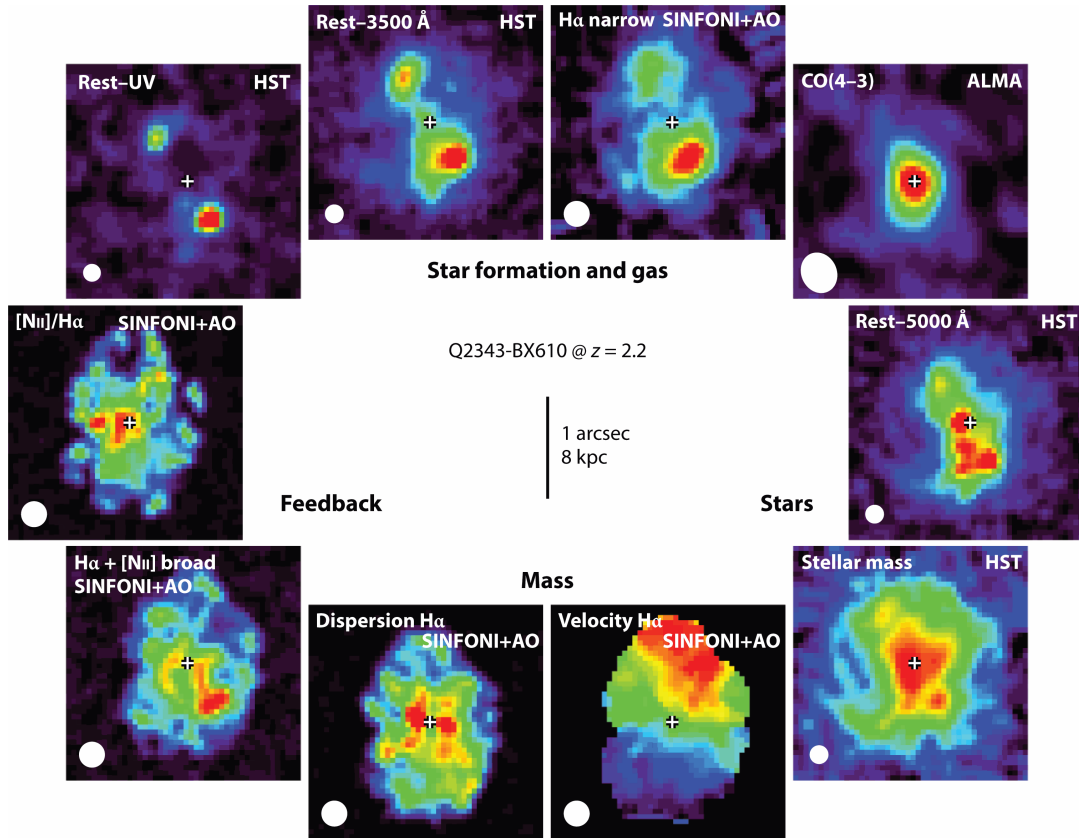 Rest–3500 Å HST
Hα narrow SINFONI+AO
Rest–UV HST
CO(4–3) ALMA
Star formation and gas
[NII]/Hα SINFONI+AO
Rest–5000 Å HST
Q2343-BX610 @ z = 2.2
1 arcsec
8 kpc
Feedback
Stars
Hα + [NII] broad
SINFONI+AO
Mass
Stellar mass HST
Dispersion Hα
SINFONI+AO
Velocity Hα
SINFONI+AO